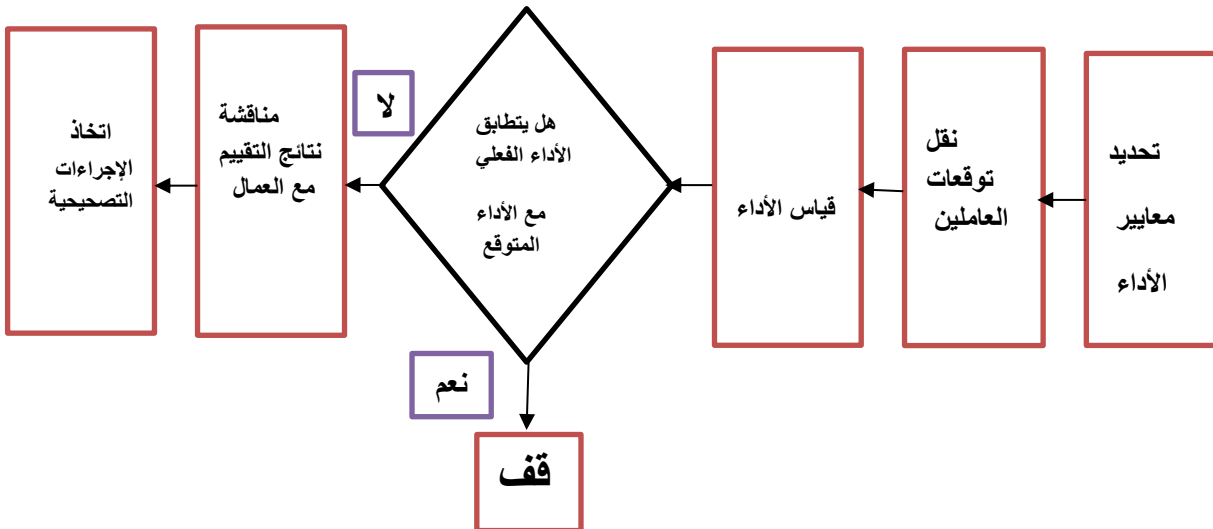 تحديد
معايير
الأداء
نقل
توقعات
العاملين
قياس الأداء
هل يتطابق
الأداء الفعلي
مع الأداء
المتوقع
لا
مناقشة
نتائج التقييم
مع العمال
اتخاذ
الإجراءات
التصحيحية
نعم
قف